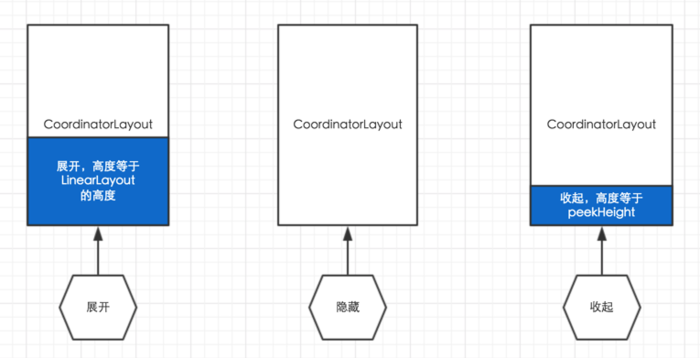 CoordinatorLayout
展开，高度等于
LinearLayout
的高度
展开
CoordinatorLayout
隐藏
CoordinatorLayout
收起，高度等于
peekHeight
收起